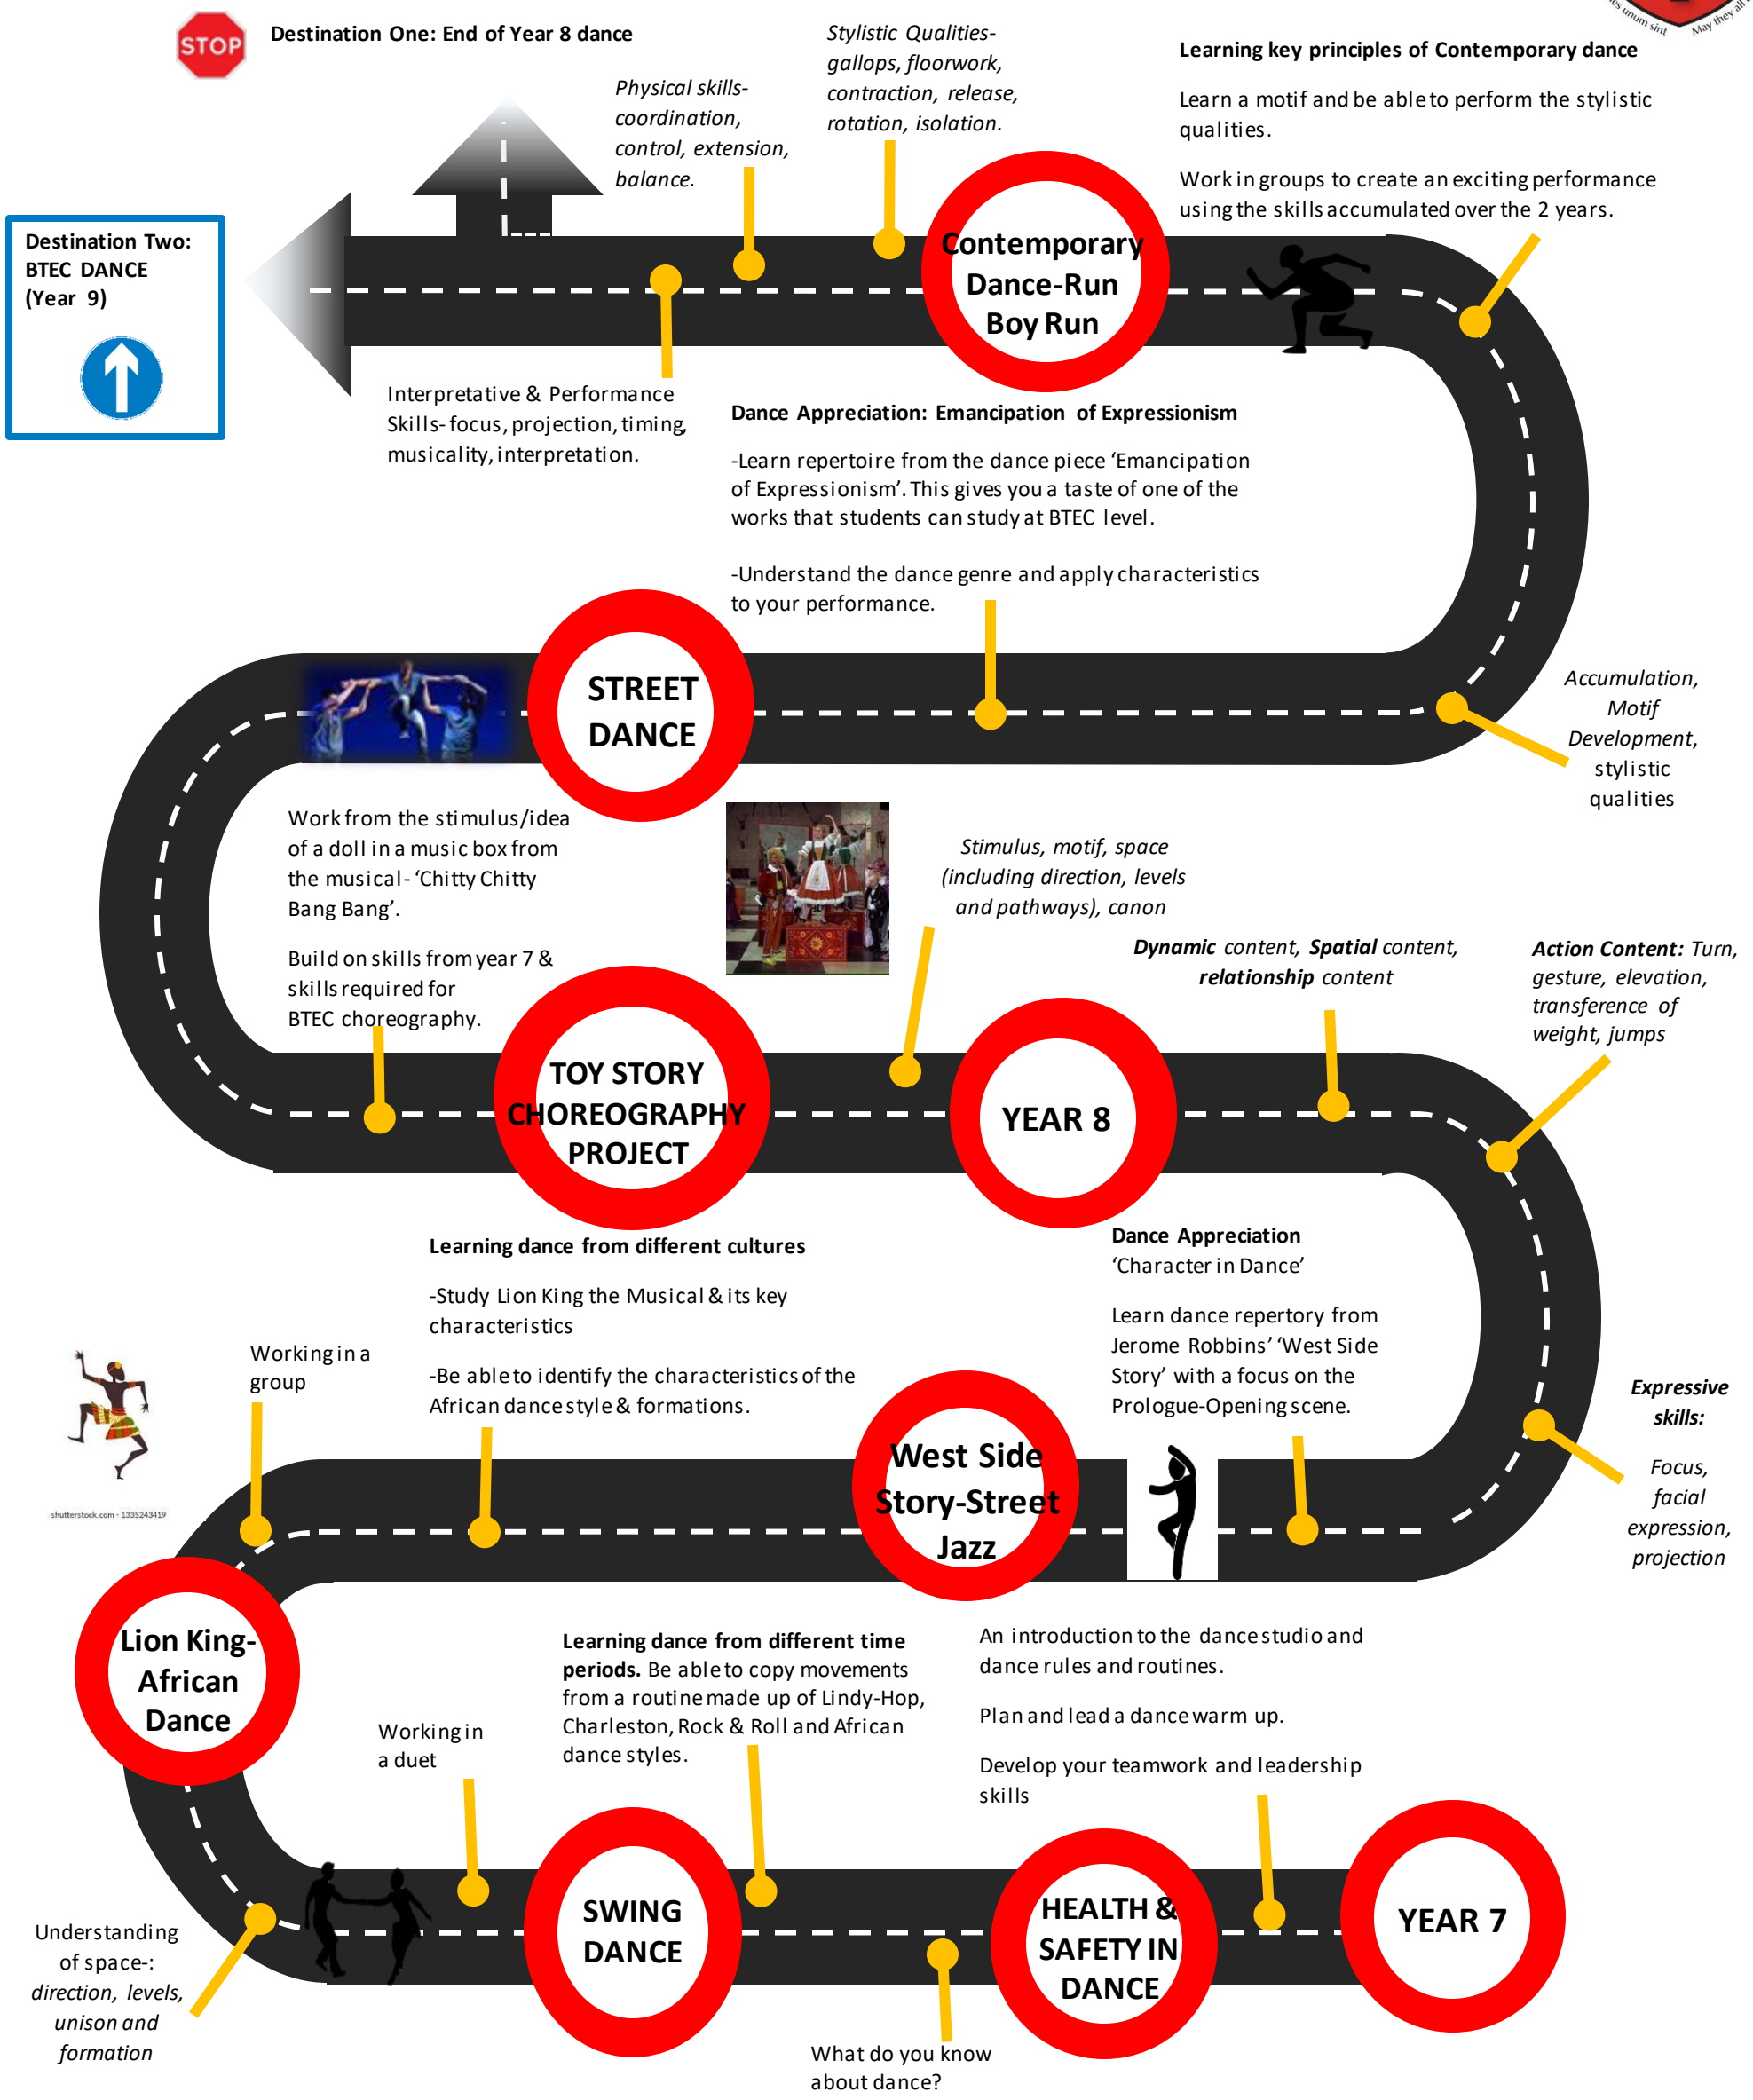 es unum sint
May they all
STOP
Destination One: End of Year 8 dance
Stylistic Qualities-
gallops, floorwork,
contraction, release,
rotation, isolation.
Physical skills-
coordination,
control, extension,
balance.
Learning key principles of Contemporary dance
Learn a motif and be able to perform the stylistic
qualities.
Work in groups to create an exciting performance
using the skills accumulated over the 2 years.
Destination Two:
BTEC DANCE
(Year 9)
Contemporary
Dance-Run
Boy Run
Interpretative & Performance
Skills- focus, projection, timing,
musicality, interpretation.
Dance Appreciation: Emancipation of Expressionism
-Learn repertoire from the dance piece ‘Emancipation
of Expressionism’. This gives you a taste of one of the
works that students can study at BTEC level.
-Understand the dance genre and apply characteristics
to your performance.
STREET
DANCE
Accumulation,
Motif
Development,
stylistic
qualities
Work from the stimulus/idea
of a doll in a music box from
the musical- ‘Chitty Chitty
Bang Bang’.
Build on skills from year 7 &
skills required for
BTEC choreography.
Stimulus, motif, space
(including direction, levels
and pathways), canon
Dynamic content, Spatial content,
relationship content
Action Content: Turn,
gesture, elevation,
transference of
weight, jumps
TOY STORY
CHOREOGRAPHY
PROJECT
YEAR 8
Learning dance from different cultures
-Study Lion King the Musical & its key
characteristics
-Be able to identify the characteristics of the
African dance style & formations.
Dance Appreciation
‘Character in Dance’
Learn dance repertory from
Jerome Robbins’ ‘West Side
Story’ with a focus on the
Prologue-Opening scene.
Working in a
group
shutterstock.com · 1335243419
Expressive
skills:
Focus,
facial
expression,
projection
West Side
Story-Street
Jazz
Lion King-
African
Dance
Learning dance from different time
periods. Be able to copy movements
from a routine made up of Lindy-Hop,
Charleston, Rock & Roll and African
dance styles.
An introduction to the dance studio and
dance rules and routines.
Plan and lead a dance warm up.
Develop your teamwork and leadership
skills
Working in
a duet
SWING
DANCE
HEALTH &
SAFETY IN
DANCE
YEAR 7
Understanding
of space-:
direction, levels,
unison and
formation
What do you know
about dance?